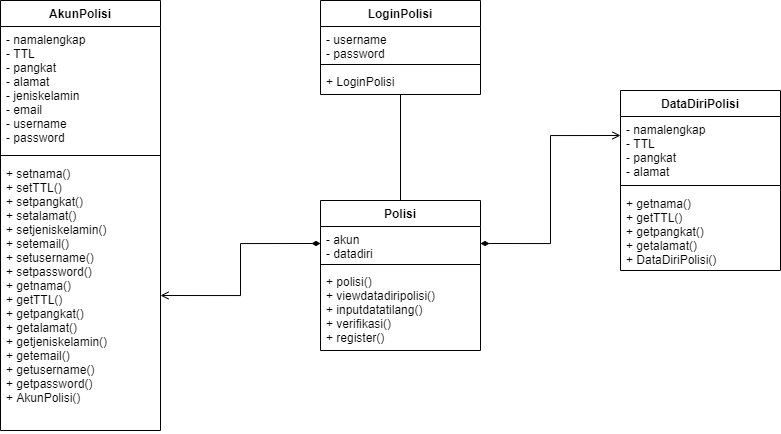 AkunPolisi
- namalengkap
- TTL
- pangkat
- alamat
- jeniskelamin
- email
- username
- password
+ setnama()
+ setTTL()
+ setpangkat()
+ setalamat()
+ setjeniskelamin()
+ setemail()
+ setusername()
+ setpassword()
+ getnama()
+ getTTL()
+ getpangkat()
+ getalamat()
+ getjeniskelamin()
+ getemail()
+ getusername()
+ getpassword()
+ AkunPolisi()
LoginPolisi
- username
- password
+ LoginPolisi
Polisi
- akun
- datadiri
+ polisi()
+ viewdatadiripolisi()
+ inputdatatilang()
+ verifikasi()
+ register()
DataDiriPolisi
- namalengkap
- TTL
- pangkat
- alamat
+ getnama()
+ getTTL()
+ getpangkat()
+ getalamat()
+ DataDiriPolisi()